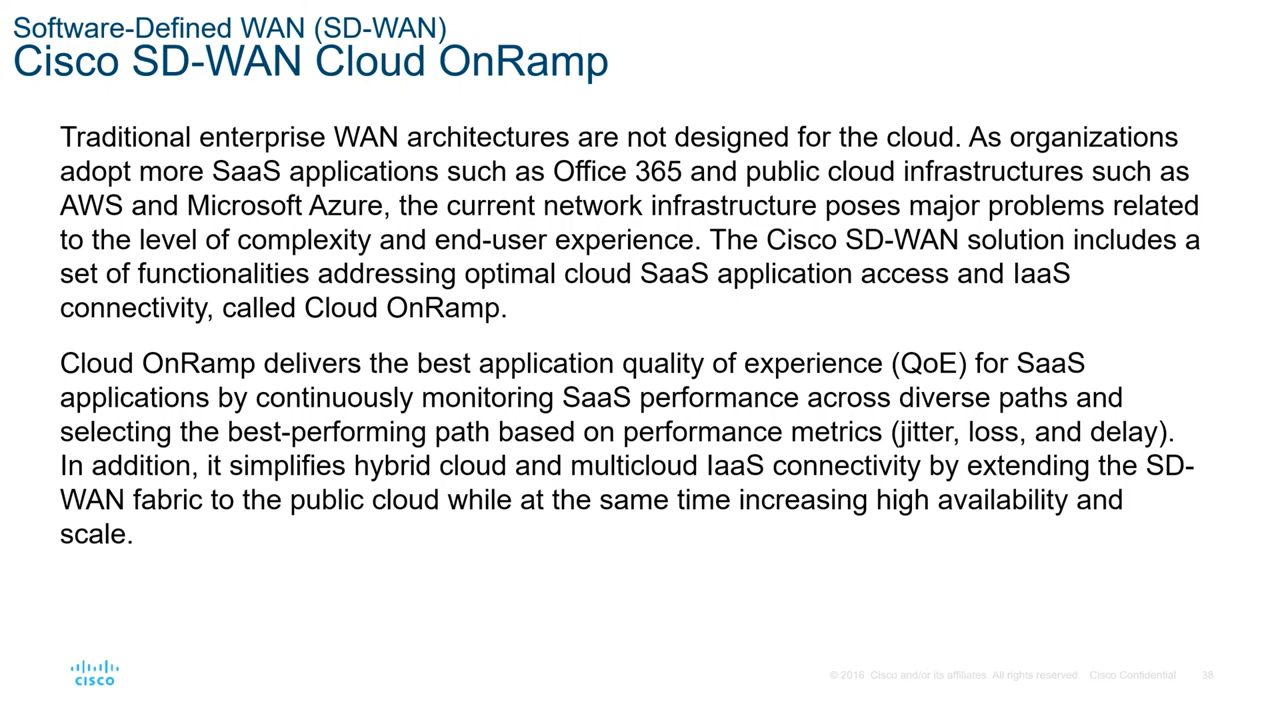 Software-Defined WAN (SD-WAN)
Cisco SD-WAN Cloud OnRamp
Traditional enterprise WAN architectures are not designed for the cloud. As organizations
adopt more SaaS applications such as Office 365 and public cloud infrastructures such as
AWS and Microsoft Azure, the current network infrastructure poses major problems related
to the level of complexity and end-user experience. The Cisco SD-WAN solution includes a
set of functionalities addressing optimal cloud SaaS application access and IaaS
connectivity, called Cloud OnRamp.
Cloud OnRamp delivers the best application quality of experience (QoE) for SaaS
applications by continuously monitoring SaaS performance across diverse paths and
selecting the best-performing path based on performance metrics (jitter, loss, and delay).
In addition, it simplifies hybrid cloud and multicloud IaaS connectivity by extending the SD-
WAN fabric to the public cloud while at the same time increasing high availability and
scale.
CISCO
© 2016 Cisco and/or its affiliates. All rights reserved. Cisco Confidential 38